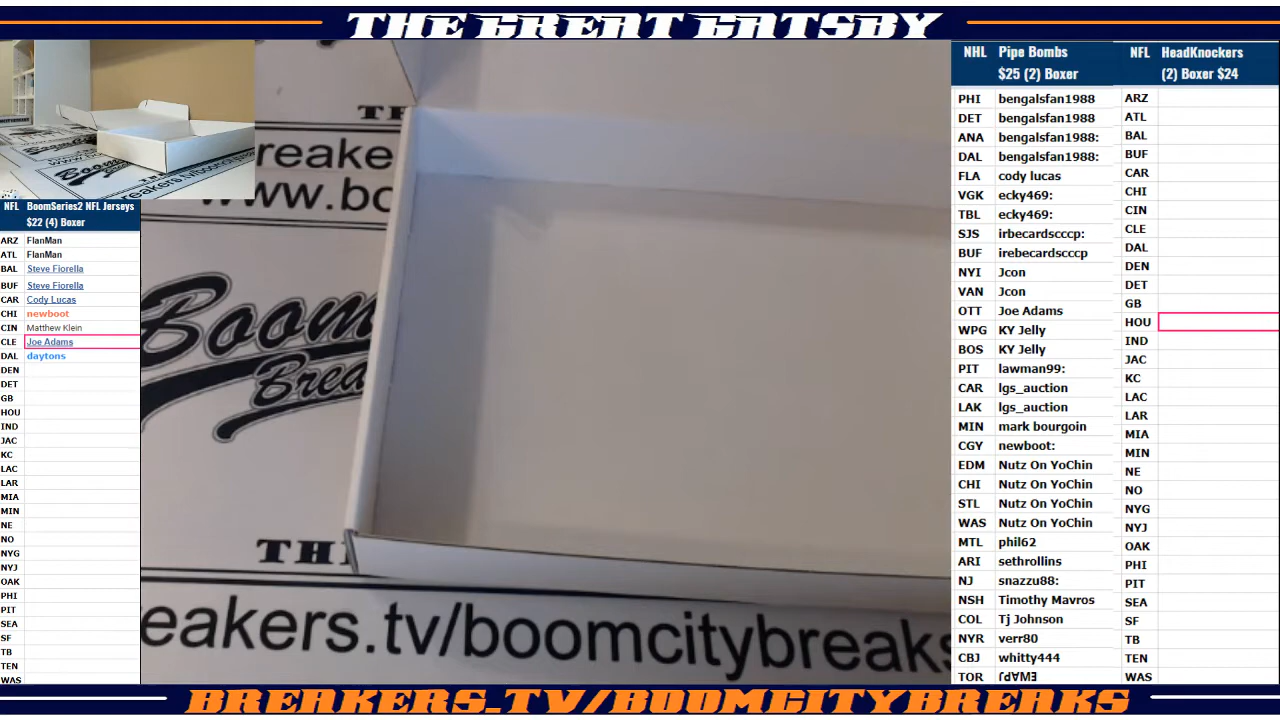 THE GREAT GATSBY
NFL BoomSeries2 NFL Jerseys
$22 (4) Boxer
ARZ FlanMan
ATL FlanMan
BAL Steve Fiorella
BUF Steve Fiorella
CAR Cody Lucas
CHI newboot
CIN Matthew Klein
CLE Joe Adams
DAL daytons
DEN
DET
GB
HOU
IND
JAC
KC
LAC
LAR
MIA
MIN
NE
NO
NYG
NYJ
OAK
PHI
PIT
SEA
SF
TB
TEN
WAS
reake
www.bo
Boom
Brea
TH
eakers.tv/boomcitybreaks
NHL Pipe Bombs
$25 (2) Boxer
PHI bengalsfan1988
DET bengalsfan1988
ANA bengalsfan1988:
DAL bengalsfan1988:
FLA cody lucas
VGK ecky469:
TBL ecky469:
SJS irbecardscccp:
BUF irebecardscccp
NYI Jcon
VAN Jcon
OTT Joe Adams
WPG KY Jelly
BOS KY Jelly
PIT lawman99:
CAR lgs_auction
LAK lgs_auction
MIN mark bourgoin
CGY newboot:
EDM Nutz On YoChin
CHI Nutz On YoChin
STL Nutz On YoChin
WAS Nutz On YoChin
MTL phil62
ARI sethrollins
NJ snazzu88:
NSH Timothy Mavros
COL Tj Johnson
NYR verr80
CBJ whitty444
TOR
NFL HeadKnockers
(2) Boxer $24
ARZ
ATL
BAL
BUF
CAR
CHI
CIN
CLE
DAL
DEN
DET
GB
HOU
IND
JAC
KC
LAC
LAR
MIA
MIN
NE
NO
NYG
NYJ
OAK
PHI
PIT
SEA
SF
TB
TEN
WAS
BREAKERS.TV/BOOMCITYBREAKS